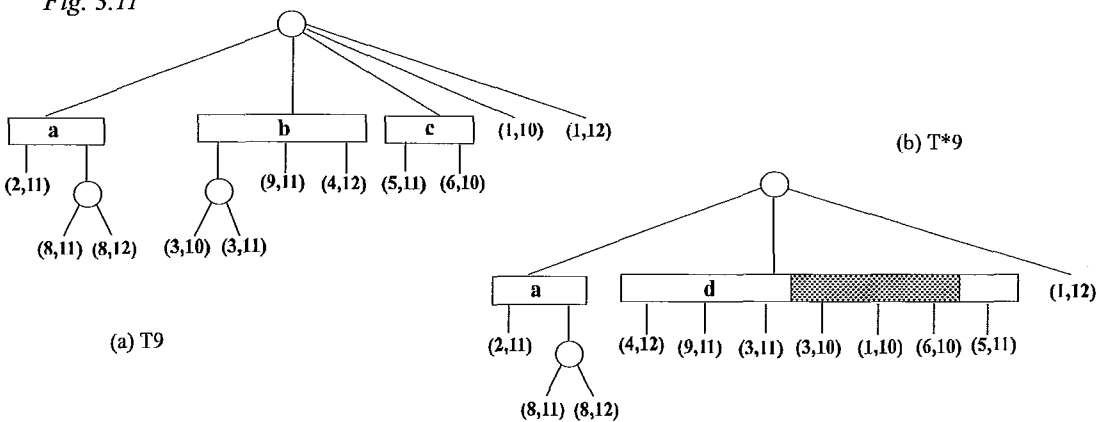 Fig. 3.11
a
b
c
(1,10) (1,12)
(2,11)
(9,11) (4,12)
(5,11) (6,10)
(8,11) (8,12)
(3,10) (3,11)
(a) T9
(b) T*9
a
d
(1,12)
(2,11)
(4,12) (9,11) (3,11) (3,10) (1,10) (6,10) (5,11)
(8,11) (8,12)